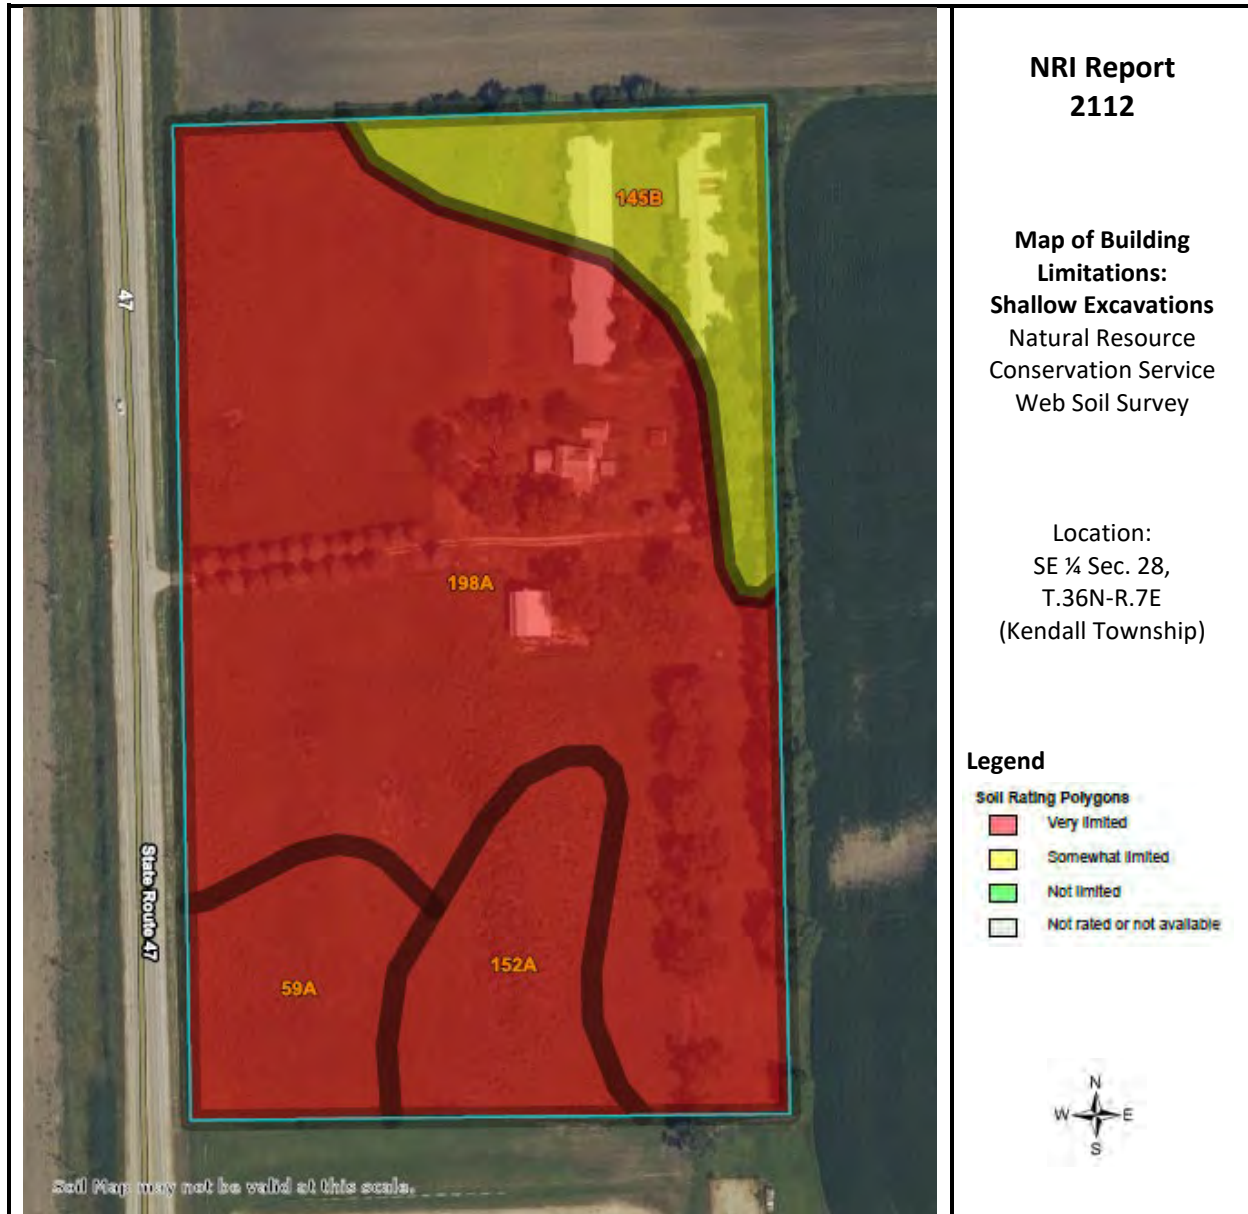 NRI Report
2112
Map of Building
Limitations:
Shallow Excavations
Natural Resource
Conservation Service
Web Soil Survey
Location:
SE ¼ Sec. 28,
T.36N-R.7E
(Kendall Township)
Legend
Soil Rating Polygons
Very limited
Somewhat limited
Not limited
Not rated or not available
N
W
E
S
145B
47
198A
State Route 47
152A
59A
Soil Map may not be valid at this scale.